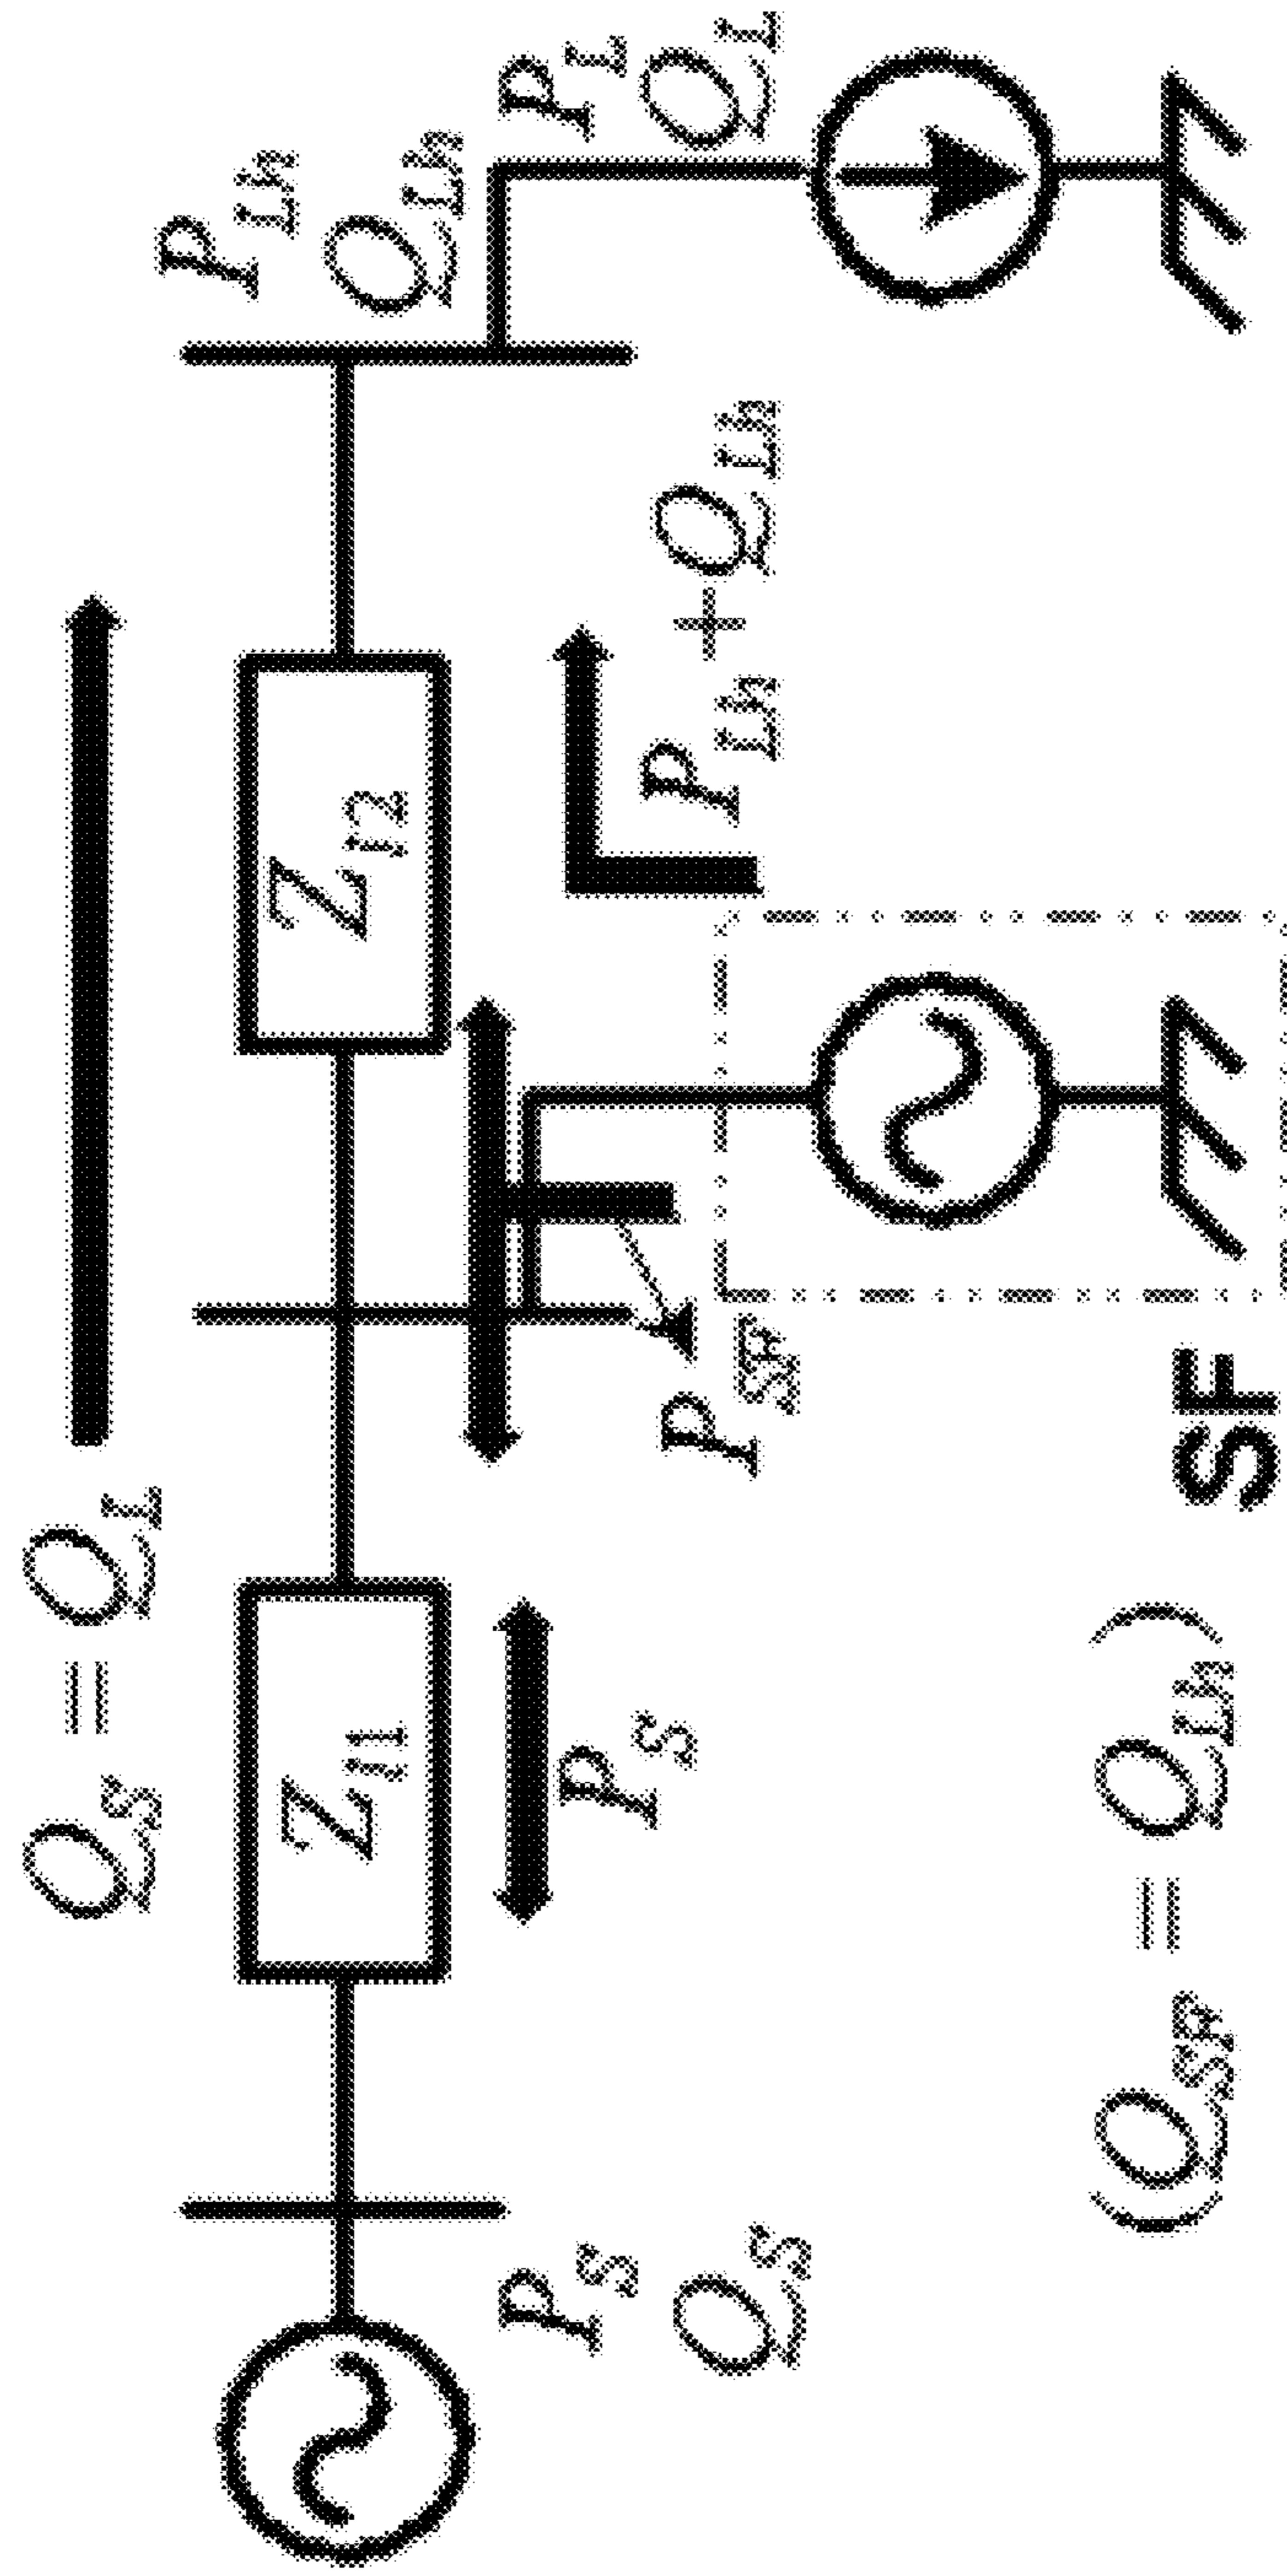 Q_S = Q_L
P_Lh
Q_Lh
Z_l1
Z_l2
P_L
Q_L
P_S
P_S
Q_S
P_SF
P_Lh+Q_Lh
(Q_SF = Q_Lh)
SF